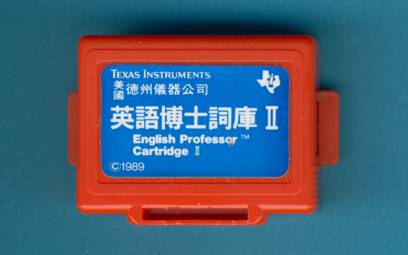 TEXAS INSTRUMENTS
美國德州儀器公司
英語博士詞庫 II
English Professor™
Cartridge II
(C)1989